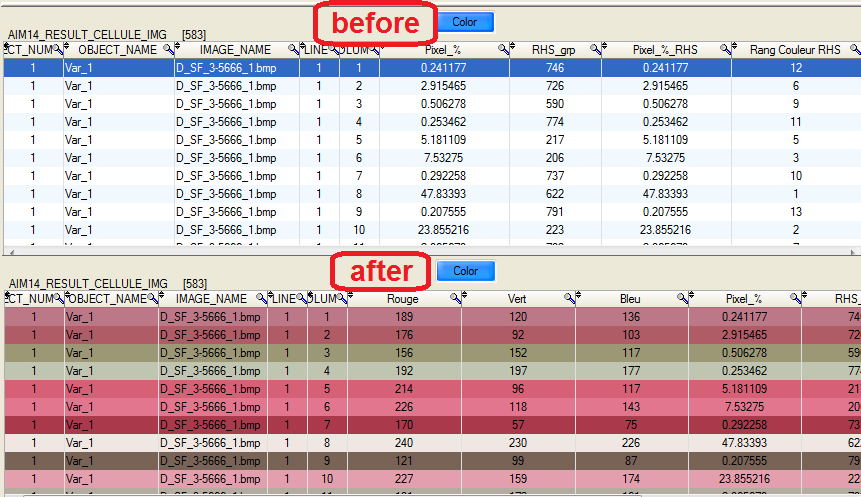 before
Color
AIM14_RESULT_CELLULE_IMG [583]
ECT_NUM OBJECT_NAME IMAGE_NAME LINE OLUM Pixel_% RHS_grp Pixel_%_RHS Rang Couleur RHS
1 Var_1 D_SF_3-5666_1.bmp 1 1 0.241177 746 0.241177 12
1 Var_1 D_SF_3-5666_1.bmp 1 2 2.915465 726 2.915465 6
1 Var_1 D_SF_3-5666_1.bmp 1 3 0.506278 590 0.506278 9
1 Var_1 D_SF_3-5666_1.bmp 1 4 0.253462 774 0.253462 11
1 Var_1 D_SF_3-5666_1.bmp 1 5 5.181109 217 5.181109 5
1 Var_1 D_SF_3-5666_1.bmp 1 6 7.53275 206 7.53275 3
1 Var_1 D_SF_3-5666_1.bmp 1 7 0.292258 737 0.292258 10
1 Var_1 D_SF_3-5666_1.bmp 1 8 47.83393 622 47.83393 1
1 Var_1 D_SF_3-5666_1.bmp 1 9 0.207555 791 0.207555 13
1 Var_1 D_SF_3-5666_1.bmp 1 10 23.855216 223 23.855216 2
after
Color
AIM14_RESULT_CELLULE_IMG [583]
ECT_NUM OBJECT_NAME IMAGE_NAME LINE OLUM Rouge Vert Bleu Pixel_% RHS_
1 Var_1 D_SF_3-5666_1.bmp 1 1 189 120 136 0.241177 74
1 Var_1 D_SF_3-5666_1.bmp 1 2 176 92 103 2.915465 72
1 Var_1 D_SF_3-5666_1.bmp 1 3 156 152 117 0.506278 59
1 Var_1 D_SF_3-5666_1.bmp 1 4 192 197 177 0.253462 77
1 Var_1 D_SF_3-5666_1.bmp 1 5 214 96 117 5.181109 21
1 Var_1 D_SF_3-5666_1.bmp 1 6 226 118 143 7.53275 20
1 Var_1 D_SF_3-5666_1.bmp 1 7 170 57 75 0.292258 73
1 Var_1 D_SF_3-5666_1.bmp 1 8 240 230 226 47.83393 62
1 Var_1 D_SF_3-5666_1.bmp 1 9 121 99 87 0.207555 79
1 Var_1 D_SF_3-5666_1.bmp 1 10 227 159 174 23.855216 22